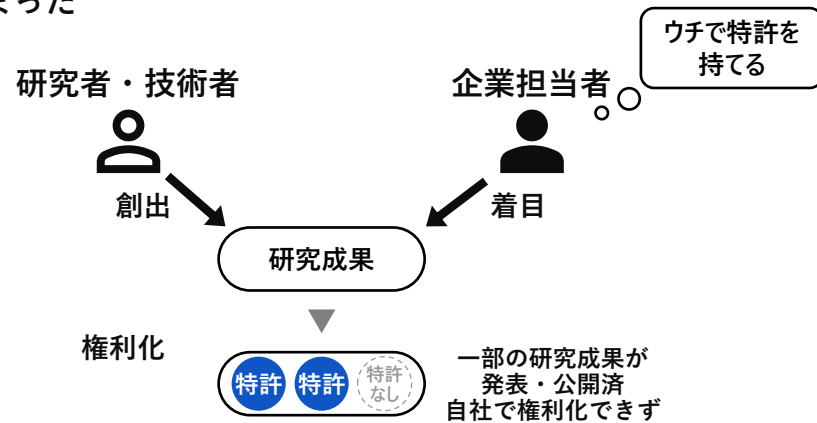 まった
ウチで特許を
持てる
研究者・技術者
企業担当者
創出
着目
研究成果
権利化
特許
特許
特許
なし
一部の研究成果が
発表・公開済
自社で権利化できず